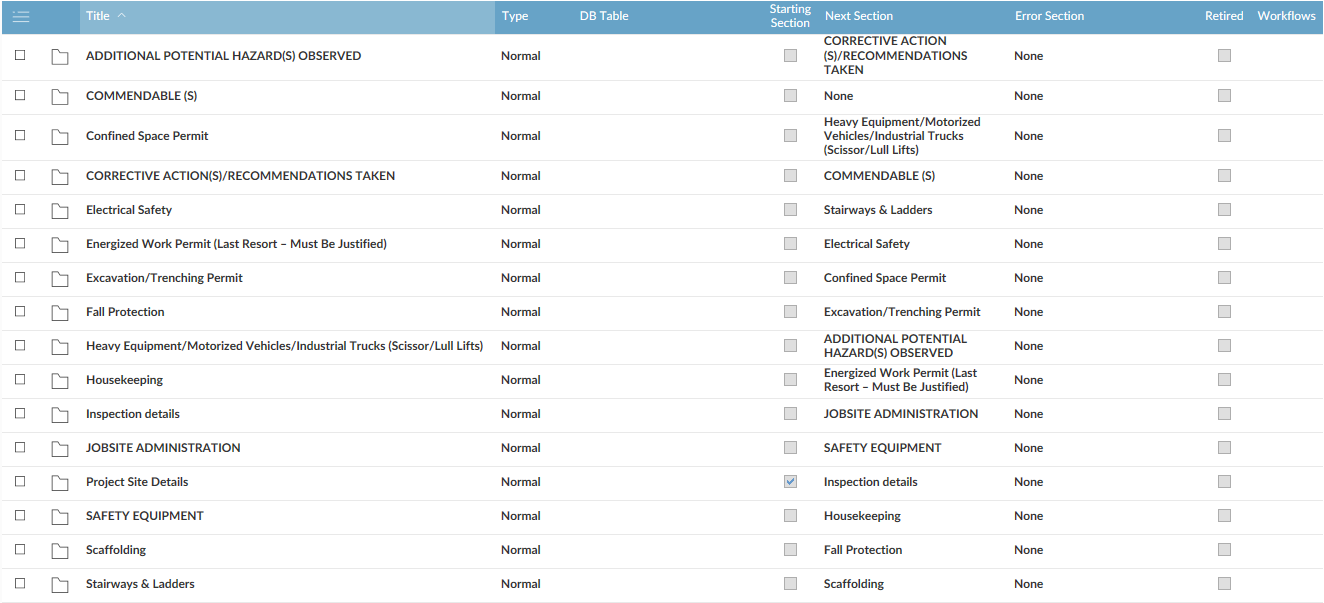 Title Type DB Table Starting Section Next Section Error Section Retired Workflows
ADDITIONAL POTENTIAL HAZARD(S) OBSERVED Normal CORRECTIVE ACTION (S)/RECOMMENDATIONS TAKEN None
COMMENDABLE (S) Normal None None
Confined Space Permit Normal Heavy Equipment/Motorized Vehicles/Industrial Trucks (Scissor/Lull Lifts) None
CORRECTIVE ACTION(S)/RECOMMENDATIONS TAKEN Normal COMMENDABLE (S) None
Electrical Safety Normal Stairways & Ladders None
Energized Work Permit (Last Resort – Must Be Justified) Normal Electrical Safety None
Excavation/Trenching Permit Normal Confined Space Permit None
Fall Protection Normal Excavation/Trenching Permit None
Heavy Equipment/Motorized Vehicles/Industrial Trucks (Scissor/Lull Lifts) Normal ADDITIONAL POTENTIAL HAZARD(S) OBSERVED None
Housekeeping Normal Energized Work Permit (Last Resort – Must Be Justified) None
Inspection details Normal JOBSITE ADMINISTRATION None
JOBSITE ADMINISTRATION Normal SAFETY EQUIPMENT None
Project Site Details Normal Inspection details None
SAFETY EQUIPMENT Normal Housekeeping None
Scaffolding Normal Fall Protection None
Stairways & Ladders Normal Scaffolding None